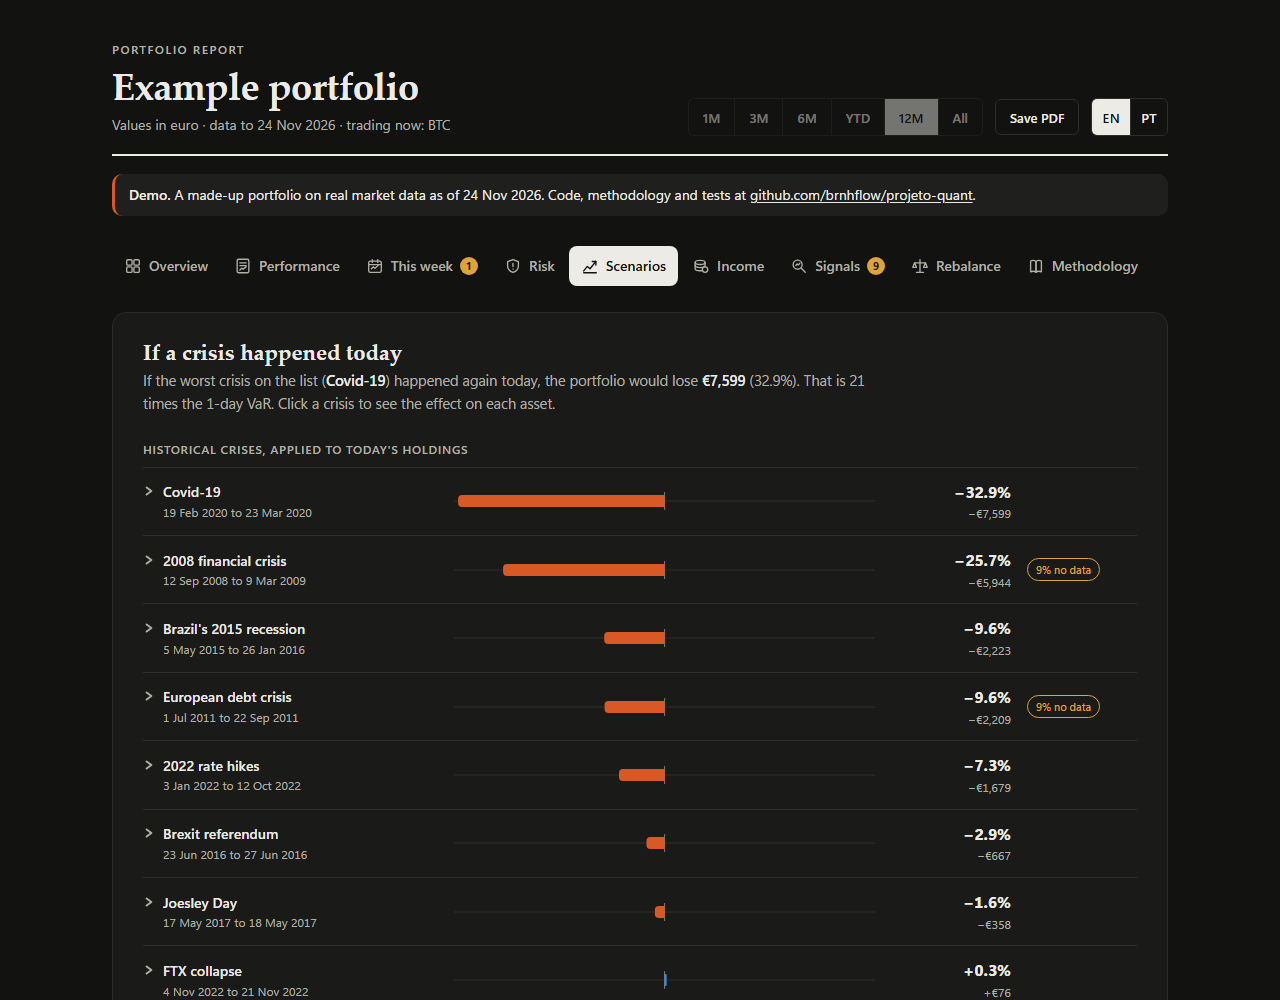 PORTFOLIO REPORT
Example portfolio
Values in euro · data to 24 Nov 2026 · trading now: BTC
1M 3M 6M YTD 12M All Save PDF EN PT
Demo. A made-up portfolio on real market data as of 24 Nov 2026. Code, methodology and tests at github.com/brnhflow/projeto-quant.
Overview Performance This week 1 Risk Scenarios Income Signals 9 Rebalance Methodology
If a crisis happened today
If the worst crisis on the list (Covid-19) happened again today, the portfolio would lose €7,599 (32.9%). That is 21
times the 1-day VaR. Click a crisis to see the effect on each asset.
HISTORICAL CRISES, APPLIED TO TODAY'S HOLDINGS
Covid-19 −32.9%
19 Feb 2020 to 23 Mar 2020 −€7,599
2008 financial crisis −25.7% 9% no data
12 Sep 2008 to 9 Mar 2009 −€5,944
Brazil's 2015 recession −9.6%
5 May 2015 to 26 Jan 2016 −€2,223
European debt crisis −9.6% 9% no data
1 Jul 2011 to 22 Sep 2011 −€2,209
2022 rate hikes −7.3%
3 Jan 2022 to 12 Oct 2022 −€1,679
Brexit referendum −2.9%
23 Jun 2016 to 27 Jun 2016 −€667
Joesley Day −1.6%
17 May 2017 to 18 May 2017 −€358
FTX collapse +0.3%
4 Nov 2022 to 21 Nov 2022 +€76